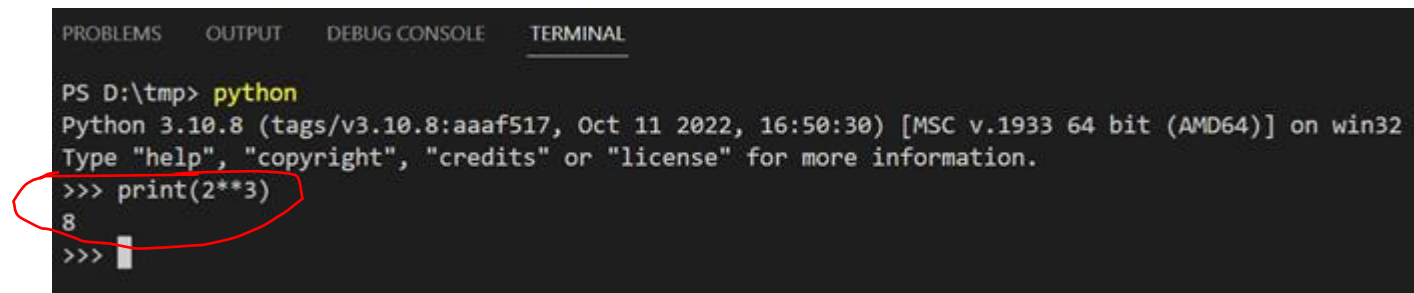 PROBLEMS OUTPUT DEBUG CONSOLE TERMINAL
PS D:\tmp> python
Python 3.10.8 (tags/v3.10.8:aaaf517, Oct 11 2022, 16:50:30) [MSC v.1933 64 bit (AMD64)] on win32
Type "help", "copyright", "credits" or "license" for more information.
>>> print(2**3)
8
>>>